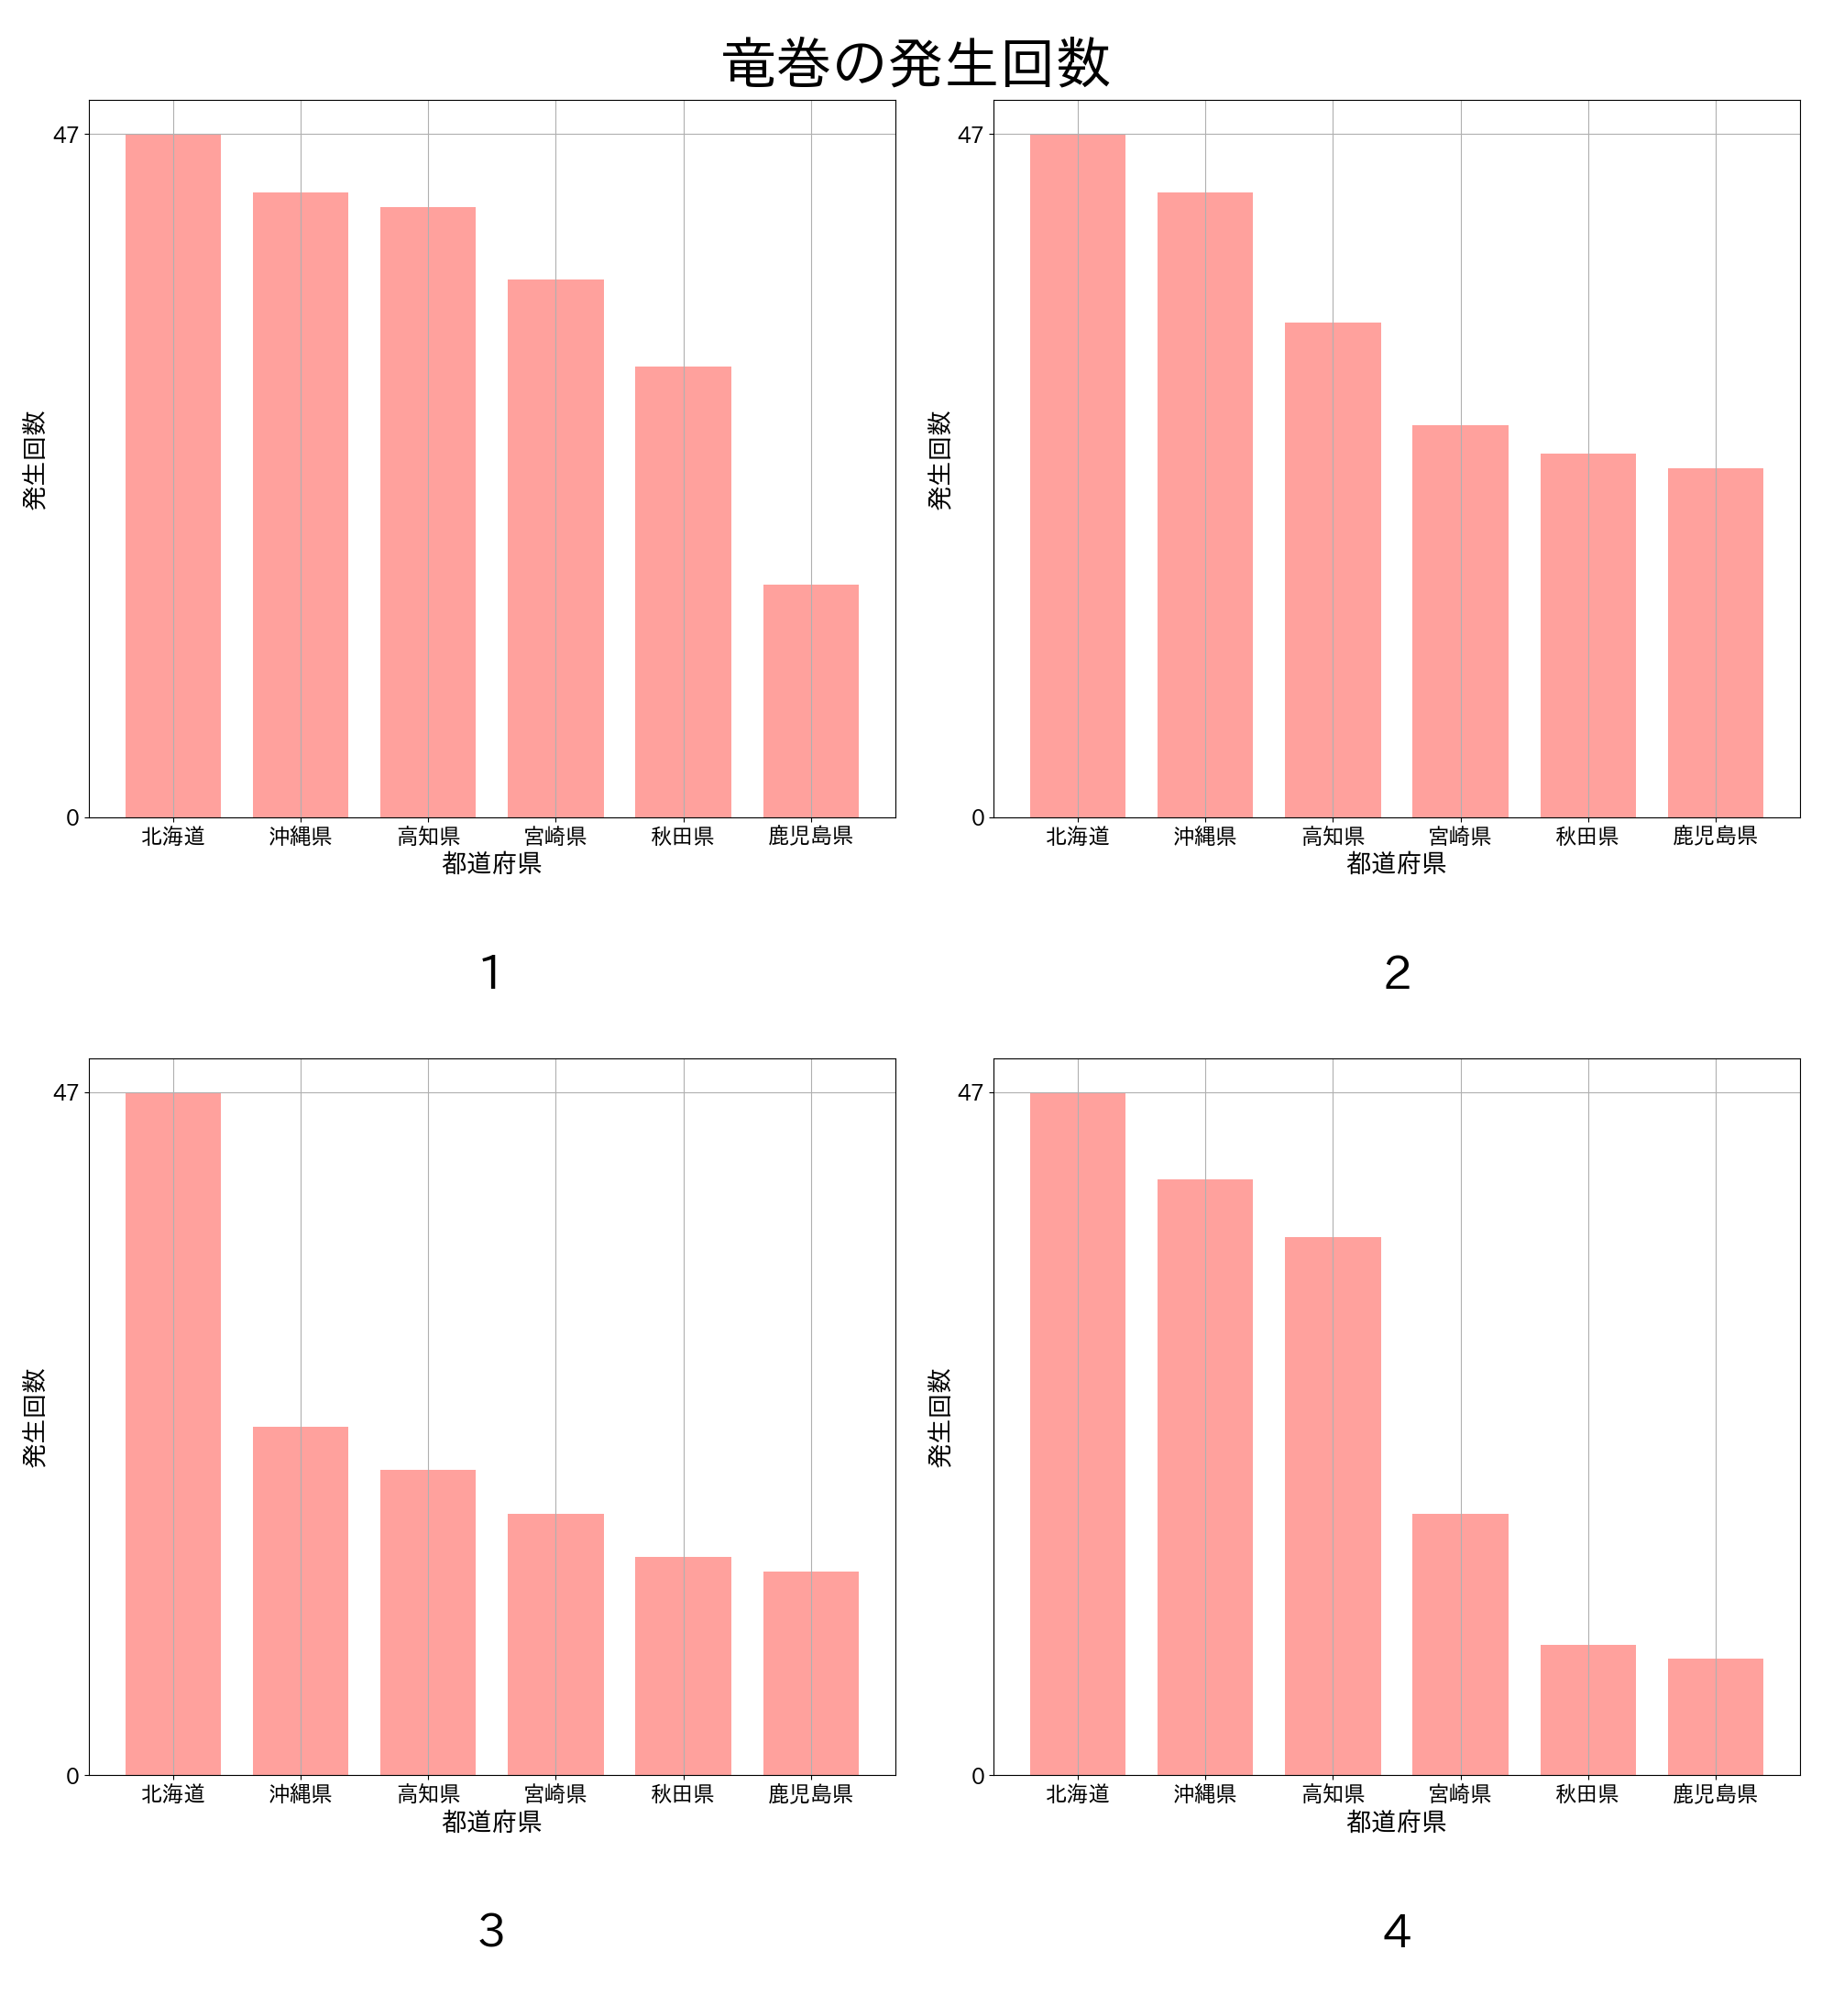 竜巻の発生回数
47
0
発生回数
北海道 沖縄県 高知県 宮崎県 秋田県 鹿児島県
都道府県
1
47
0
発生回数
北海道 沖縄県 高知県 宮崎県 秋田県 鹿児島県
都道府県
2
47
0
発生回数
北海道 沖縄県 高知県 宮崎県 秋田県 鹿児島県
都道府県
3
47
0
発生回数
北海道 沖縄県 高知県 宮崎県 秋田県 鹿児島県
都道府県
4